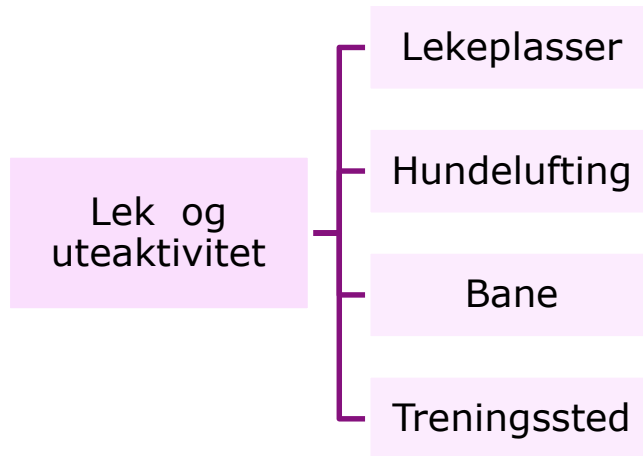 Lek og
uteaktivitet
Lekeplasser
Hundelufting
Bane
Treningssted